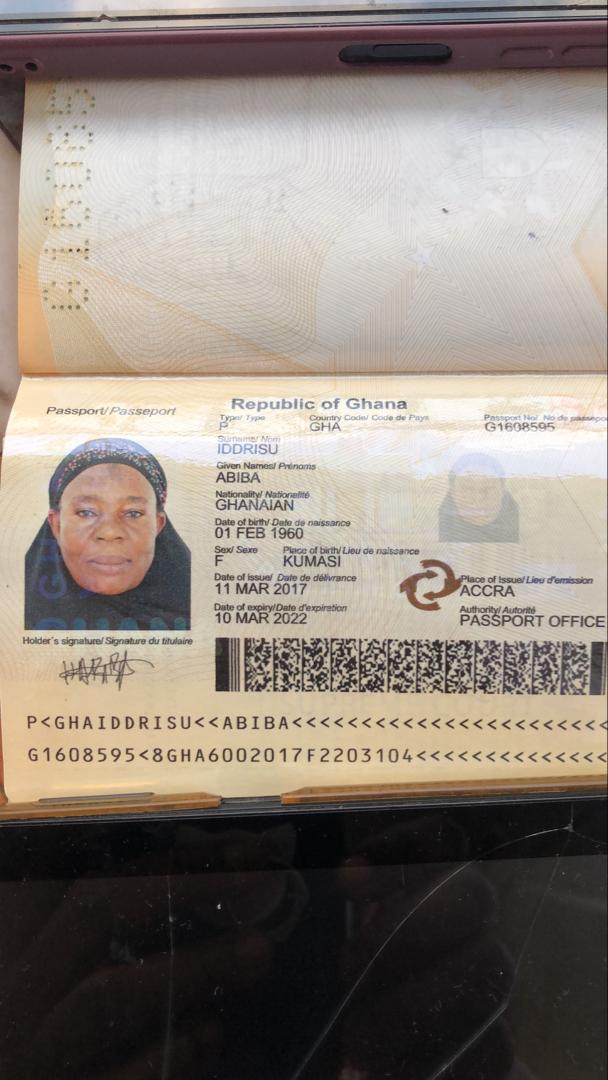 G1608595
Passport/Passeport
Republic of Ghana
Type/ Type Country Code/ Code de Pays Passport No/ No de passepo
P GHA G1608595
Surname/ Nom
IDDRISU
Given Names/ Prénoms
ABIBA
Nationality/ Nationalité
GHANAIAN
Date of birth/ Date de naissance
01 FEB 1960
Sex/ Sexe Place of birth/ Lieu de naissance
F KUMASI
Date of issue/ Date de délivrance Place of Issue/ Lieu d'emission
11 MAR 2017 ACCRA
Date of expiry/Date d'expiration Authority/ Autorité
10 MAR 2022 PASSPORT OFFICE
Holder's signature/ Signature du titulaire
P<GHAIDDRISU<<ABIBA<<<<<<<<<<<<<<<<<<<<
G1608595<8GHA6002017F2203104<<<<<<<<<<<